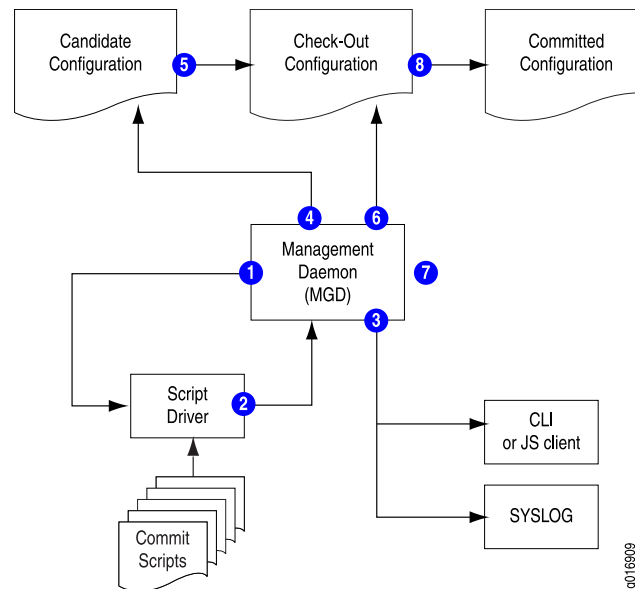 Candidate
Configuration
5
Check-Out
Configuration
8
Committed
Configuration
4
6
1
Management
Daemon
(MGD)
7
3
Script
Driver
2
CLI
or JS client
SYSLOG
Commit
Scripts
g016909